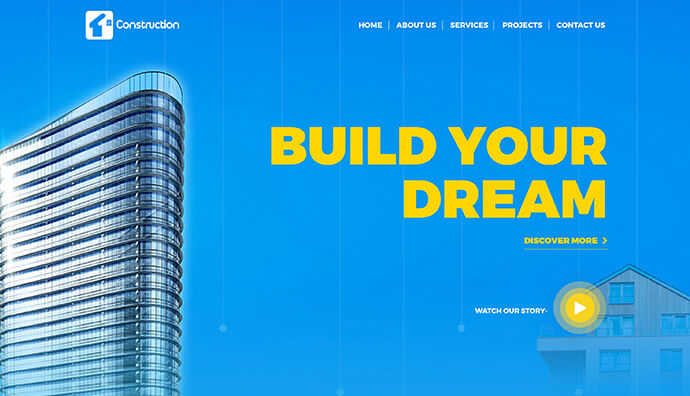 Construction
HOME | ABOUT US | SERVICES | PROJECTS | CONTACT US
BUILD YOUR
DREAM
DISCOVER MORE >
WATCH OUR STORY-